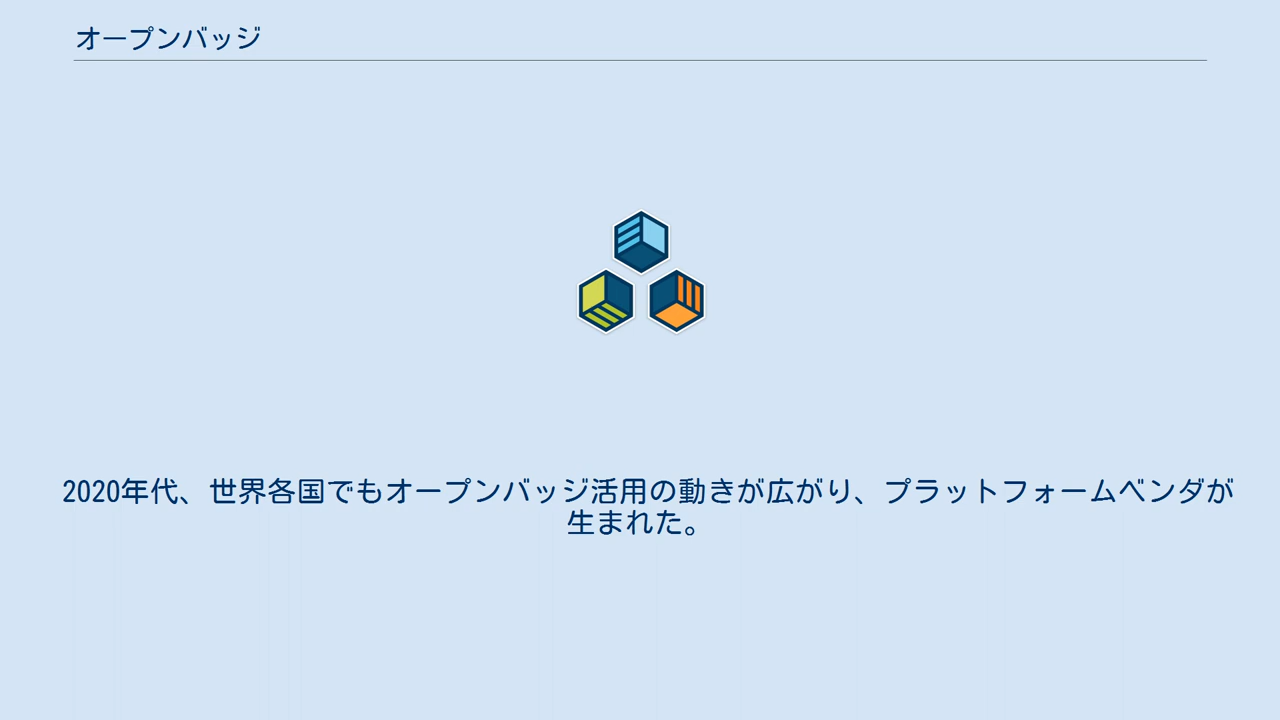 オープンバッジ
2020年代、世界各国でもオープンバッジ活用の動きが広がり、プラットフォームベンダが
生まれた。